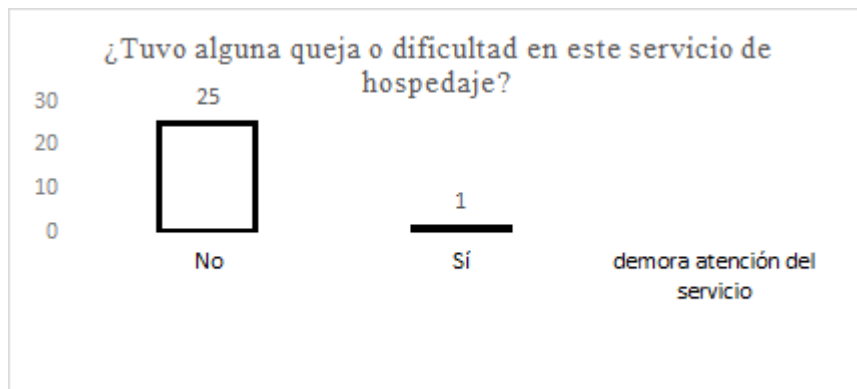 ¿Tuvo alguna queja o dificultad en este servicio de
hospedaje?
30
20
10
0
25
1
No
Sí
demora atención del
servicio